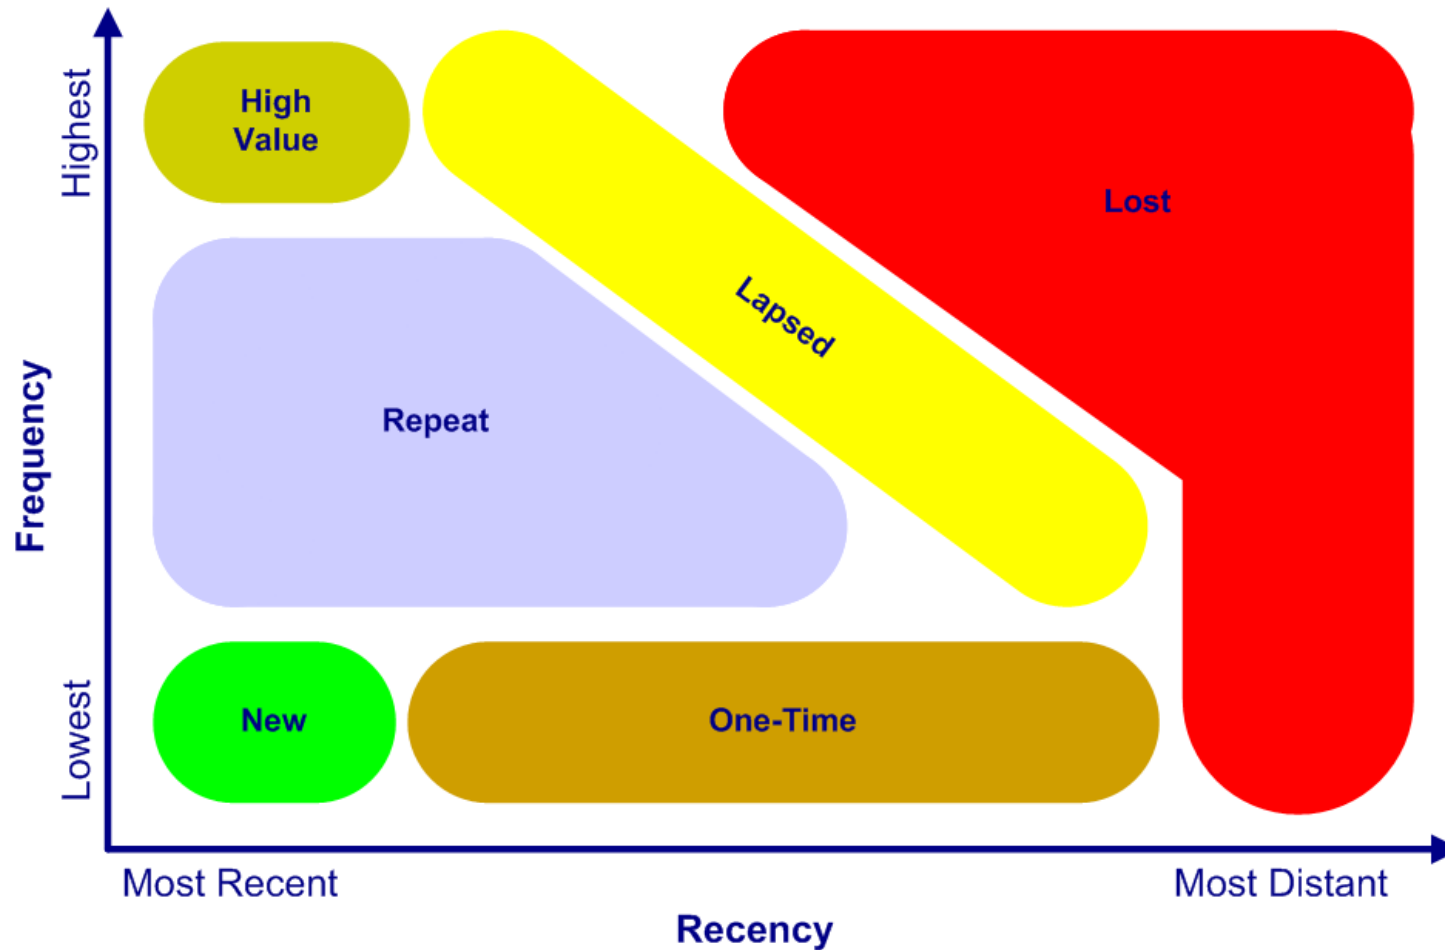 Highest
High
Value
Lost
Lapsed
Frequency
Repeat
Lowest
New
One-Time
Most Recent
Most Distant
Recency